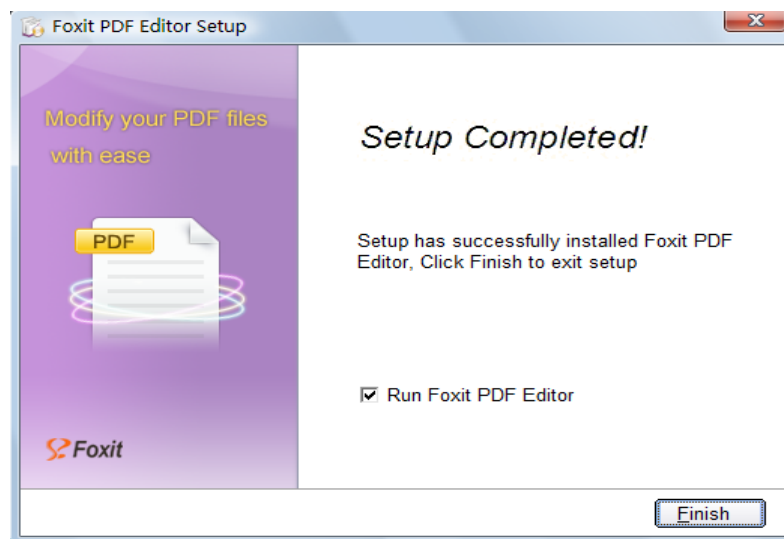 Foxit PDF Editor Setup
Modify your PDF files
with ease
PDF
Foxit
Setup Completed!
Setup has successfully installed Foxit PDF
Editor, Click Finish to exit setup
Run Foxit PDF Editor
Finish